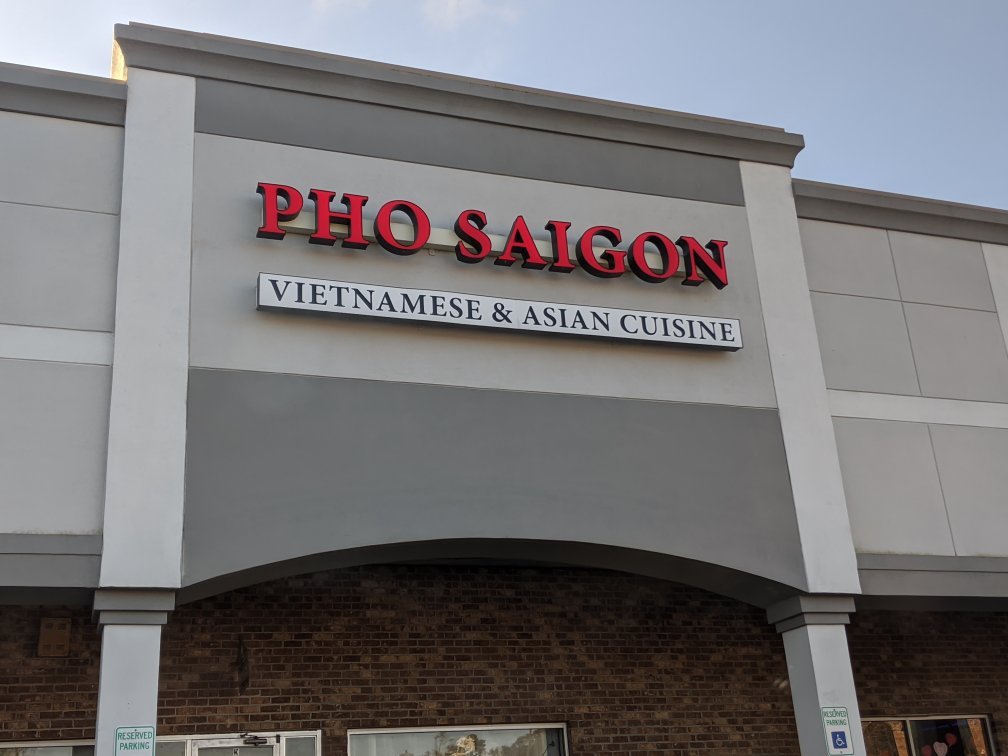 PHO SAIGON
VIETNAMESE & ASIAN CUISINE
RESERVED
PARKING
RESERVED
PARKING